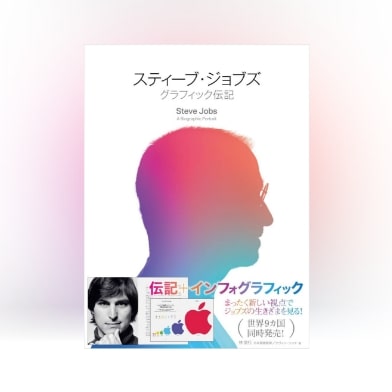 スティーブ・ジョブズ
グラフィック伝記
Steve Jobs
A Biographic Portrait
伝記+インフォグラフィック
まったく新しい視点で
ジョブズの生きざまを見る!
世界9カ国
同時発売!